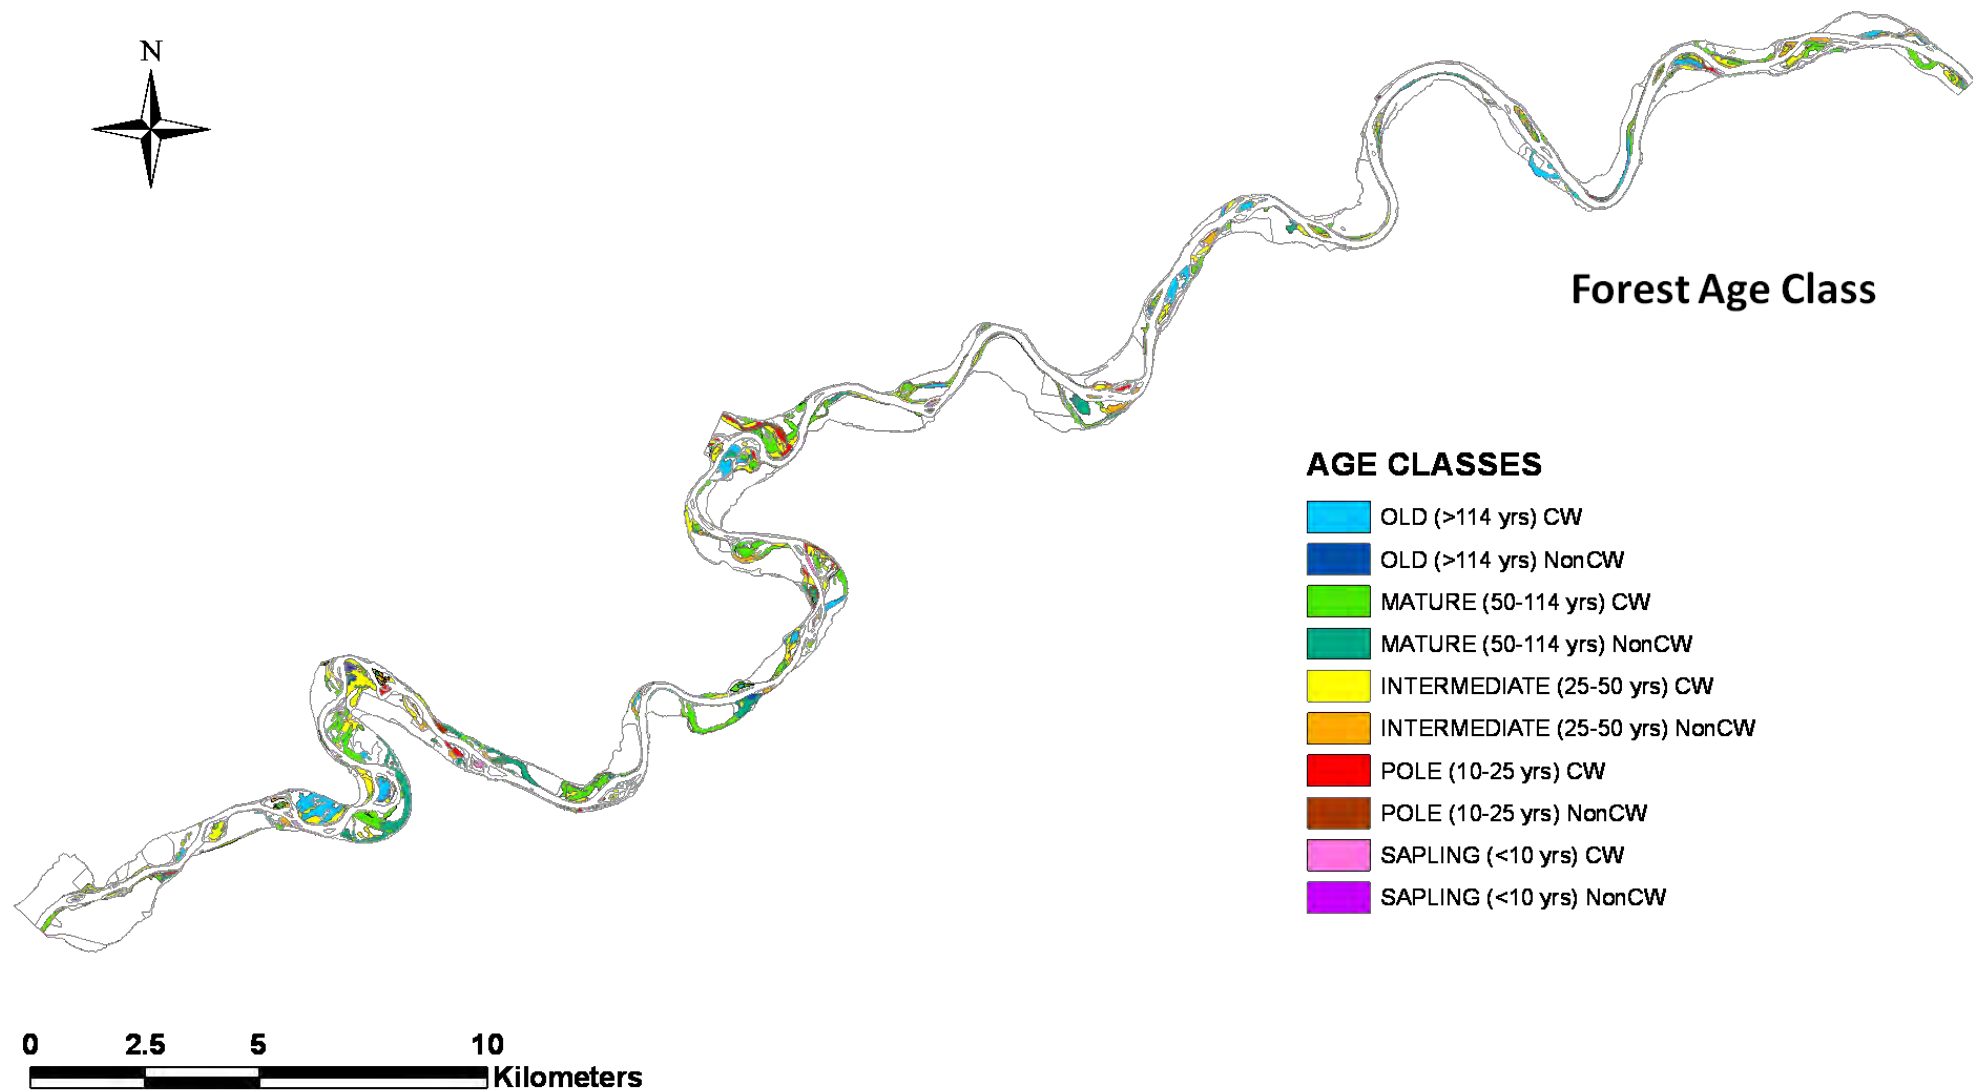 N
Forest Age Class
AGE CLASSES
OLD (>114 yrs) CW
OLD (>114 yrs) NonCW
MATURE (50-114 yrs) CW
MATURE (50-114 yrs) NonCW
INTERMEDIATE (25-50 yrs) CW
INTERMEDIATE (25-50 yrs) NonCW
POLE (10-25 yrs) CW
POLE (10-25 yrs) NonCW
SAPLING (<10 yrs) CW
SAPLING (<10 yrs) NonCW
0 2.5 5 10
Kilometers